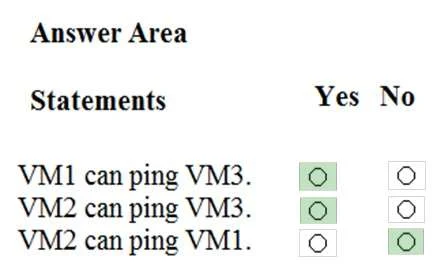 Answer Area
Statements Yes No
VM1 can ping VM3.
VM2 can ping VM3.
VM2 can ping VM1.